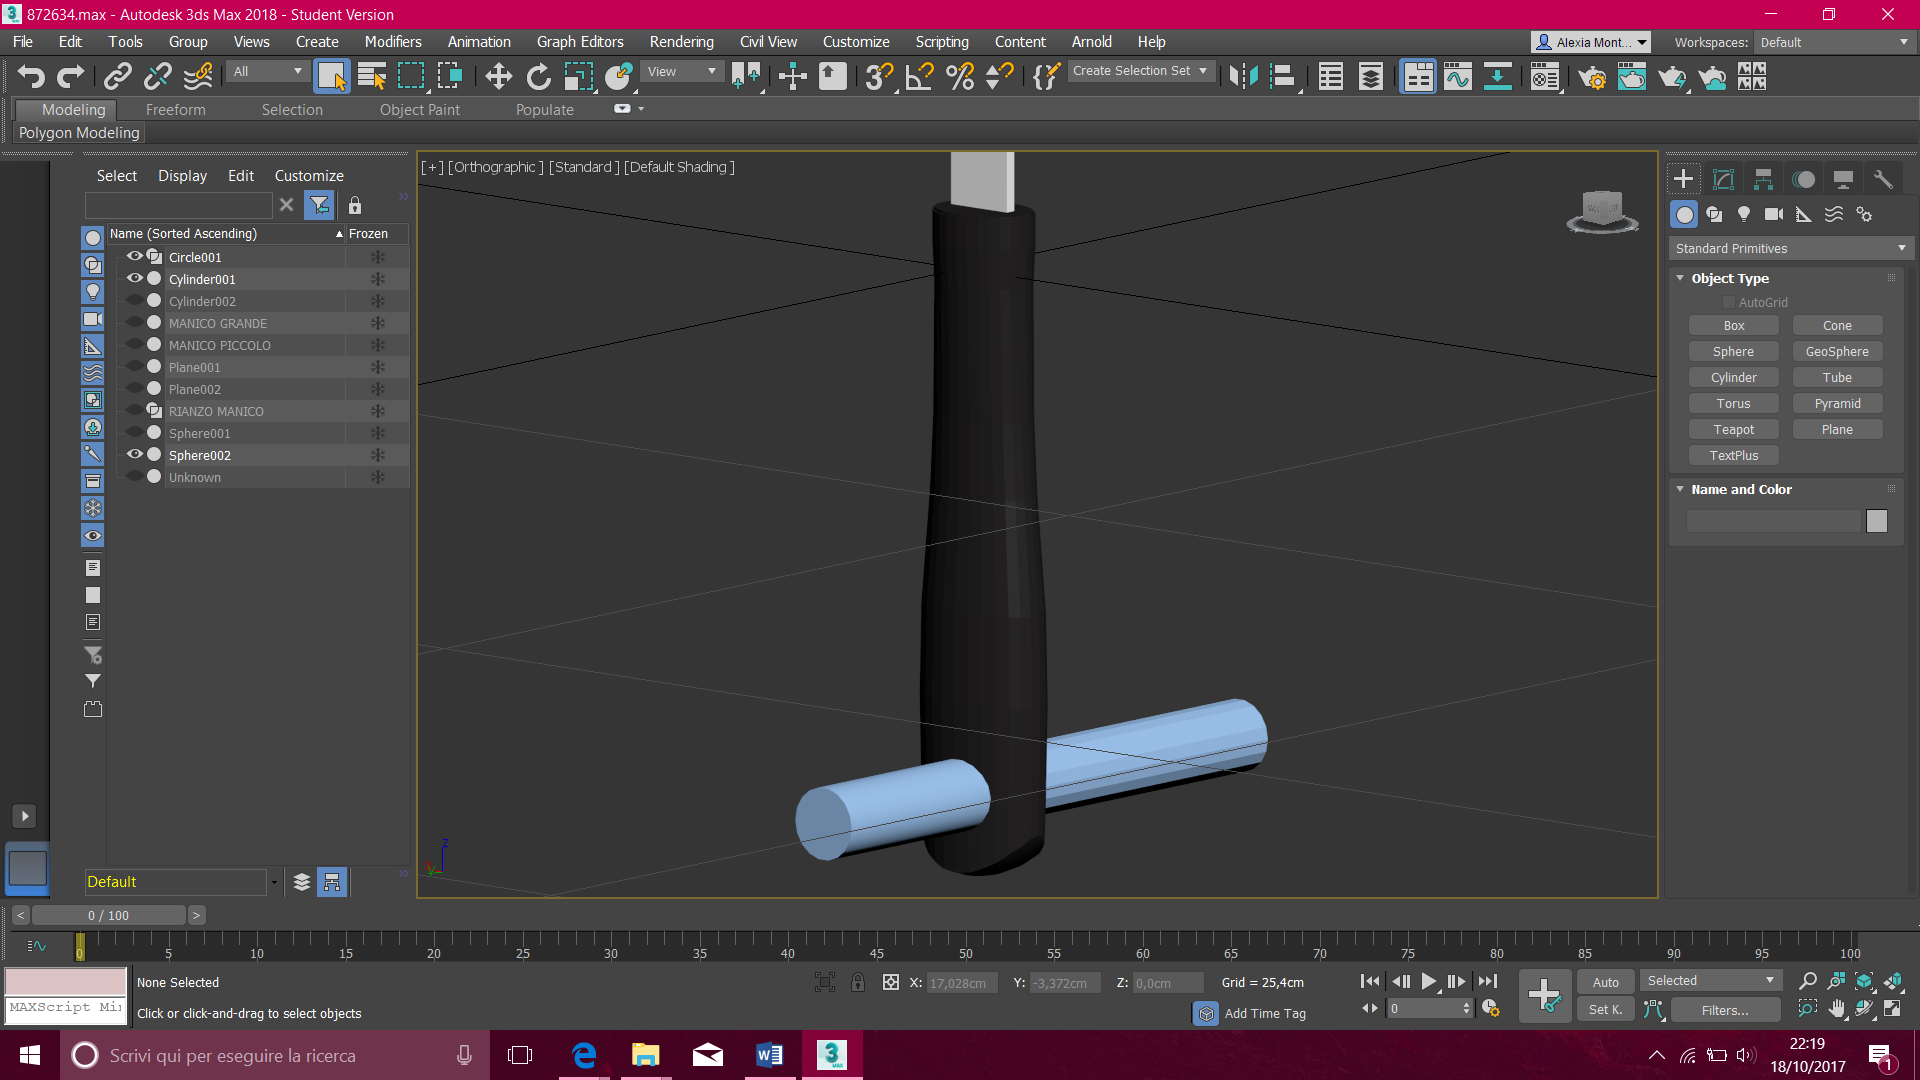 872634.max - Autodesk 3ds Max 2018 - Student Version
File Edit Tools Group Views Create Modifiers Animation Graph Editors Rendering Civil View Customize Scripting Content Arnold Help
Alexia Mont... Workspaces: Default
All View Create Selection Set
Modeling Freeform Selection Object Paint Populate
Polygon Modeling
Select Display Edit Customize
Name (Sorted Ascending) Frozen
Circle001
Cylinder001
Cylinder002
MANICO GRANDE
MANICO PICCOLO
Plane001
Plane002
RIANZO MANICO
Sphere001
Sphere002
Unknown
Default
[+] [Orthographic ] [Standard ] [Default Shading ]
z
Standard Primitives
Object Type
AutoGrid
Box Cone
Sphere GeoSphere
Cylinder Tube
Torus Pyramid
Teapot Plane
TextPlus
Name and Color
< 0 / 100 >
0 5 10 15 20 25 30 35 40 45 50 55 60 65 70 75 80 85 90 95 100
None Selected X: 17,028cm Y: -3,372cm Z: 0,0cm Grid = 25,4cm Auto Selected
MAXScript Mi
Click or click-and-drag to select objects Add Time Tag 0 Set K. Filters...
Scrivi qui per eseguire la ricerca
22:19
18/10/2017
1